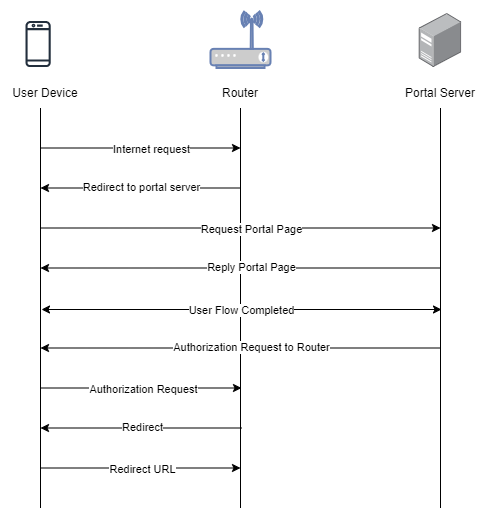 User Device
Router
Portal Server
Internet request
Redirect to portal server
Request Portal Page
Reply Portal Page
User Flow Completed
Authorization Request to Router
Authorization Request
Redirect
Redirect URL